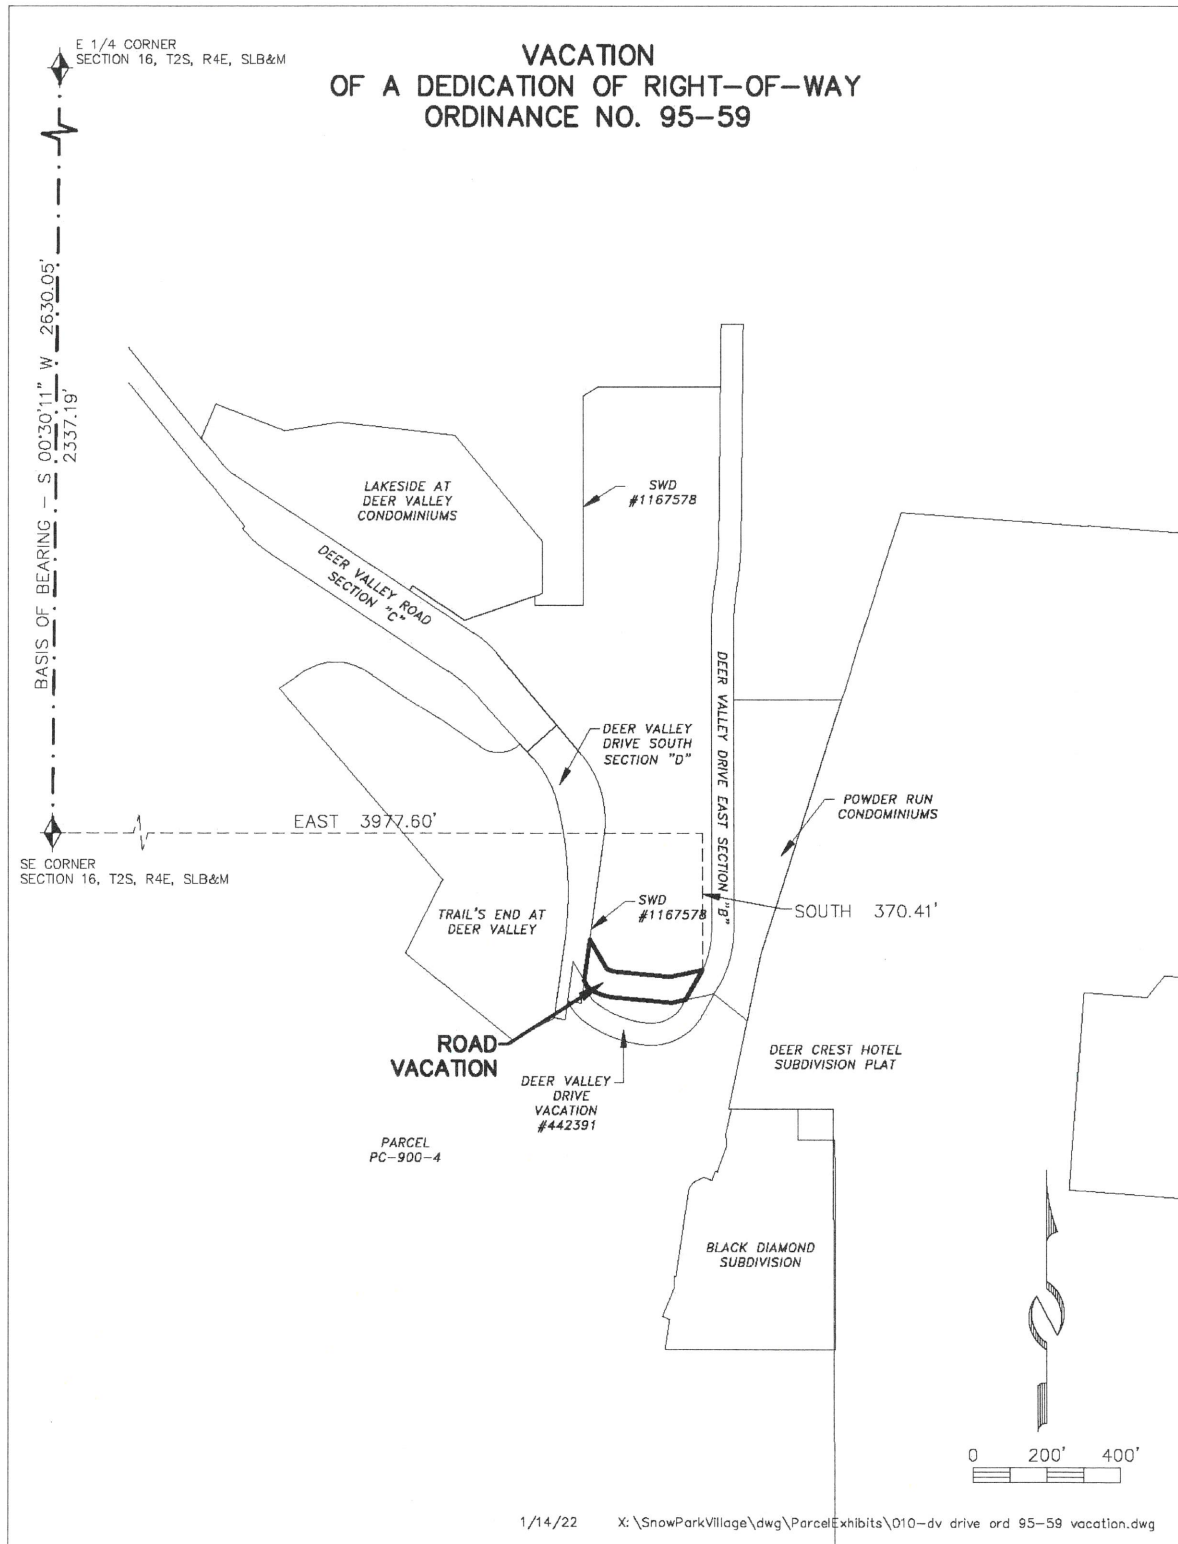 E 1/4 CORNER
SECTION 16, T2S, R4E, SLB&M
VACATION
OF A DEDICATION OF RIGHT-OF-WAY
ORDINANCE NO. 95-59
BASIS OF BEARING - S 00°30'11" W 2630.05'
2337.19'
LAKESIDE AT
DEER VALLEY
CONDOMINIUMS
SWD
#1167578
DEER VALLEY ROAD
SECTION "C"
DEER VALLEY DRIVE EAST SECTION "B"
DEER VALLEY
DRIVE SOUTH
SECTION "D"
POWDER RUN
CONDOMINIUMS
EAST 3977.60'
SE CORNER
SECTION 16, T2S, R4E, SLB&M
SWD
#1167578
SOUTH 370.41'
TRAIL'S END AT
DEER VALLEY
ROAD
VACATION
DEER VALLEY
DRIVE
VACATION
#442391
DEER CREST HOTEL
SUBDIVISION PLAT
PARCEL
PC-900-4
BLACK DIAMOND
SUBDIVISION
0 200' 400'
1/14/22 X:\SnowParkVillage\dwg\ParcelExhibits\010-dv drive ord 95-59 vacation.dwg